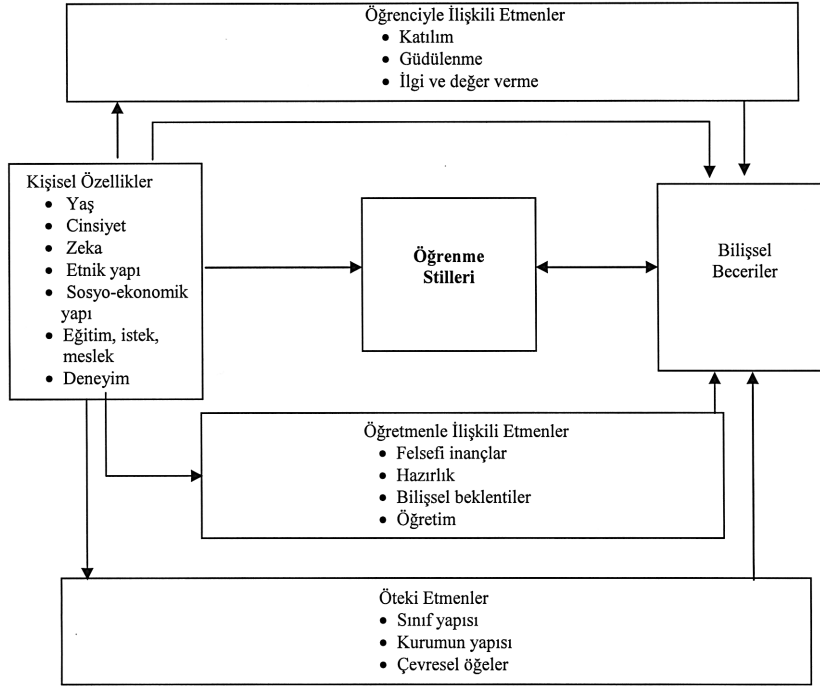 Öğrenciyle İlişkili Etmenler
• Katılım
• Güdülenme
• İlgi ve değer verme
Kişisel Özellikler
• Yaş
• Cinsiyet
• Zeka
• Etnik yapı
• Sosyo-ekonomik
yapı
• Eğitim, istek,
meslek
• Deneyim
Öğrenme
Stilleri
Bilişsel
Beceriler
Öğretmenle İlişkili Etmenler
• Felsefi inançlar
• Hazırlık
• Bilişsel beklentiler
• Öğretim
Öteki Etmenler
• Sınıf yapısı
• Kurumun yapısı
• Çevresel öğeler